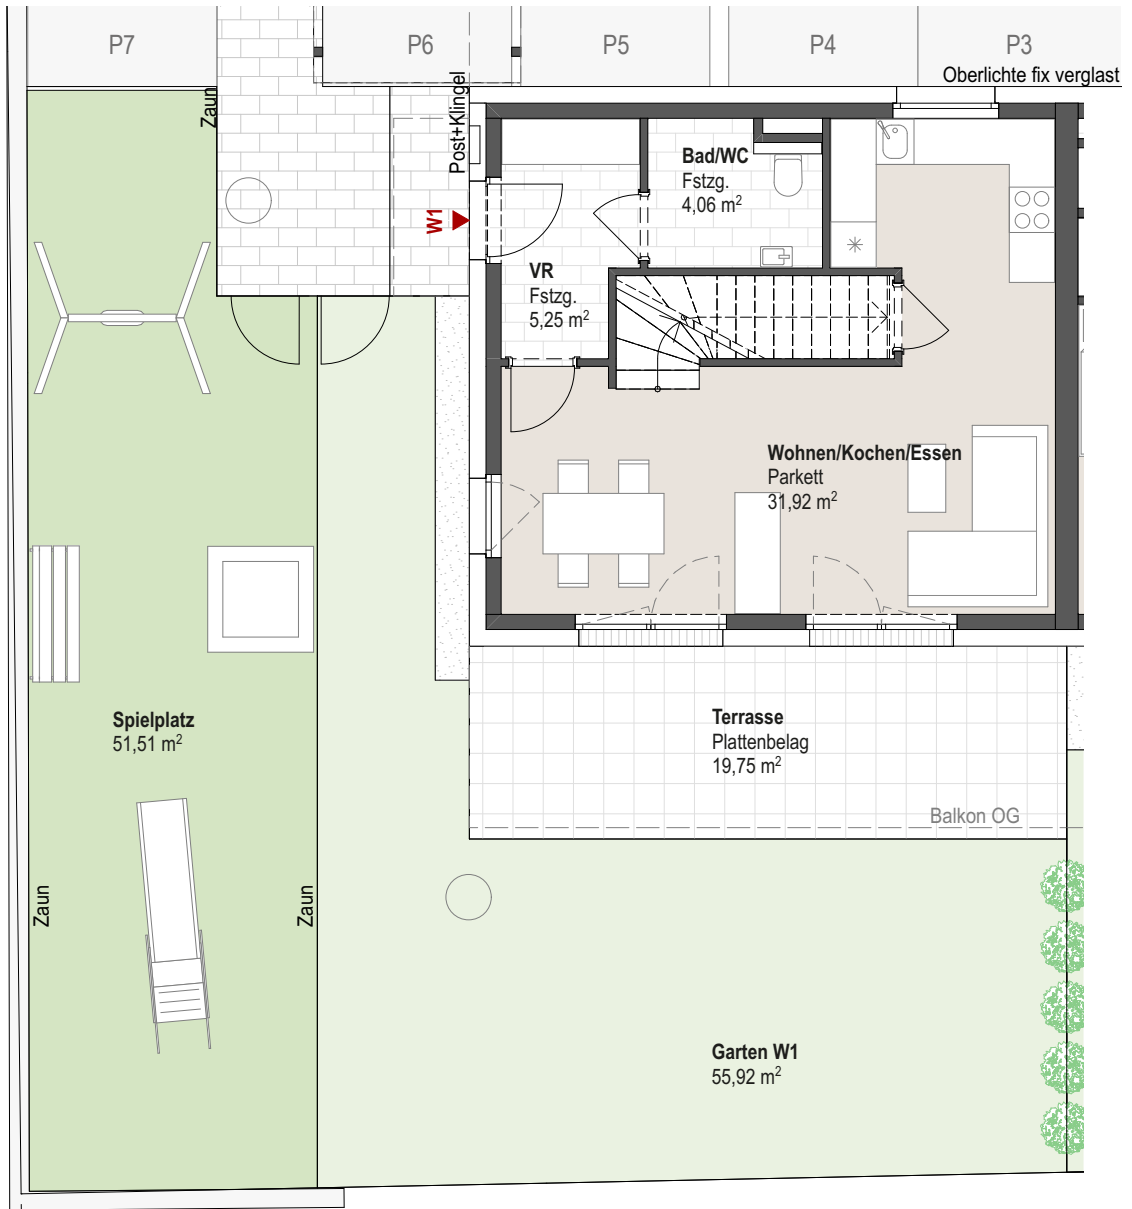 P7
P6
P5
P4
P3
Oberlichte fix verglast
Zaun
Post+Klingel
W1
Bad/WC
Fstzg.
4,06 m²
VR
Fstzg.
5,25 m²
Wohnen/Kochen/Essen
Parkett
31,92 m²
Spielplatz
51,51 m²
Terrasse
Plattenbelag
19,75 m²
Balkon OG
Zaun
Zaun
Garten W1
55,92 m²